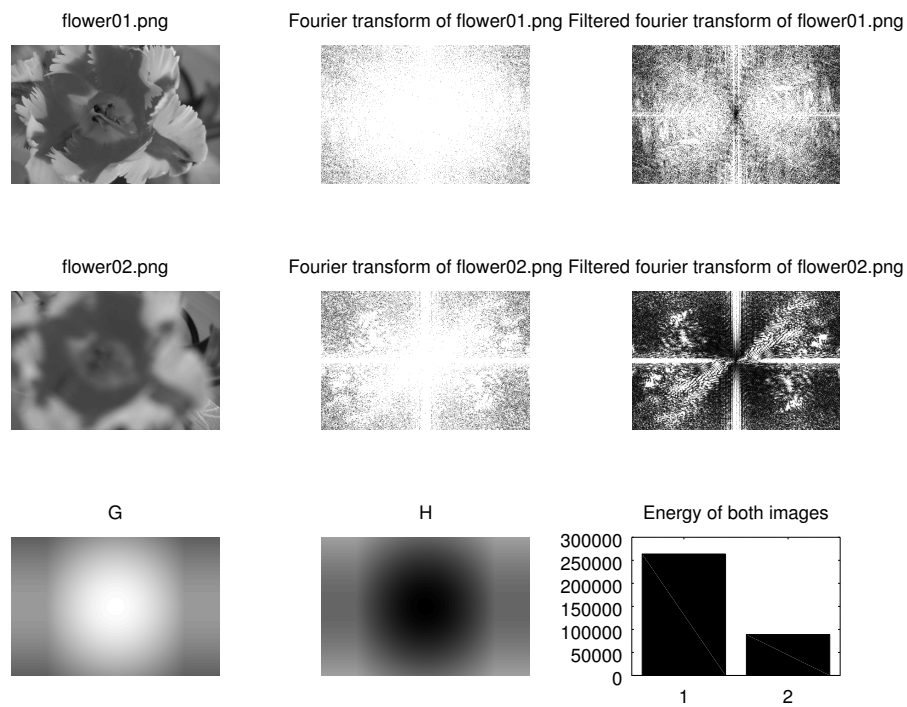 flower01.png
Fourier transform of flower01.png
Filtered fourier transform of flower01.png
flower02.png
Fourier transform of flower02.png
Filtered fourier transform of flower02.png
G
H
Energy of both images
300000
250000
200000
150000
100000
50000
0
1
2